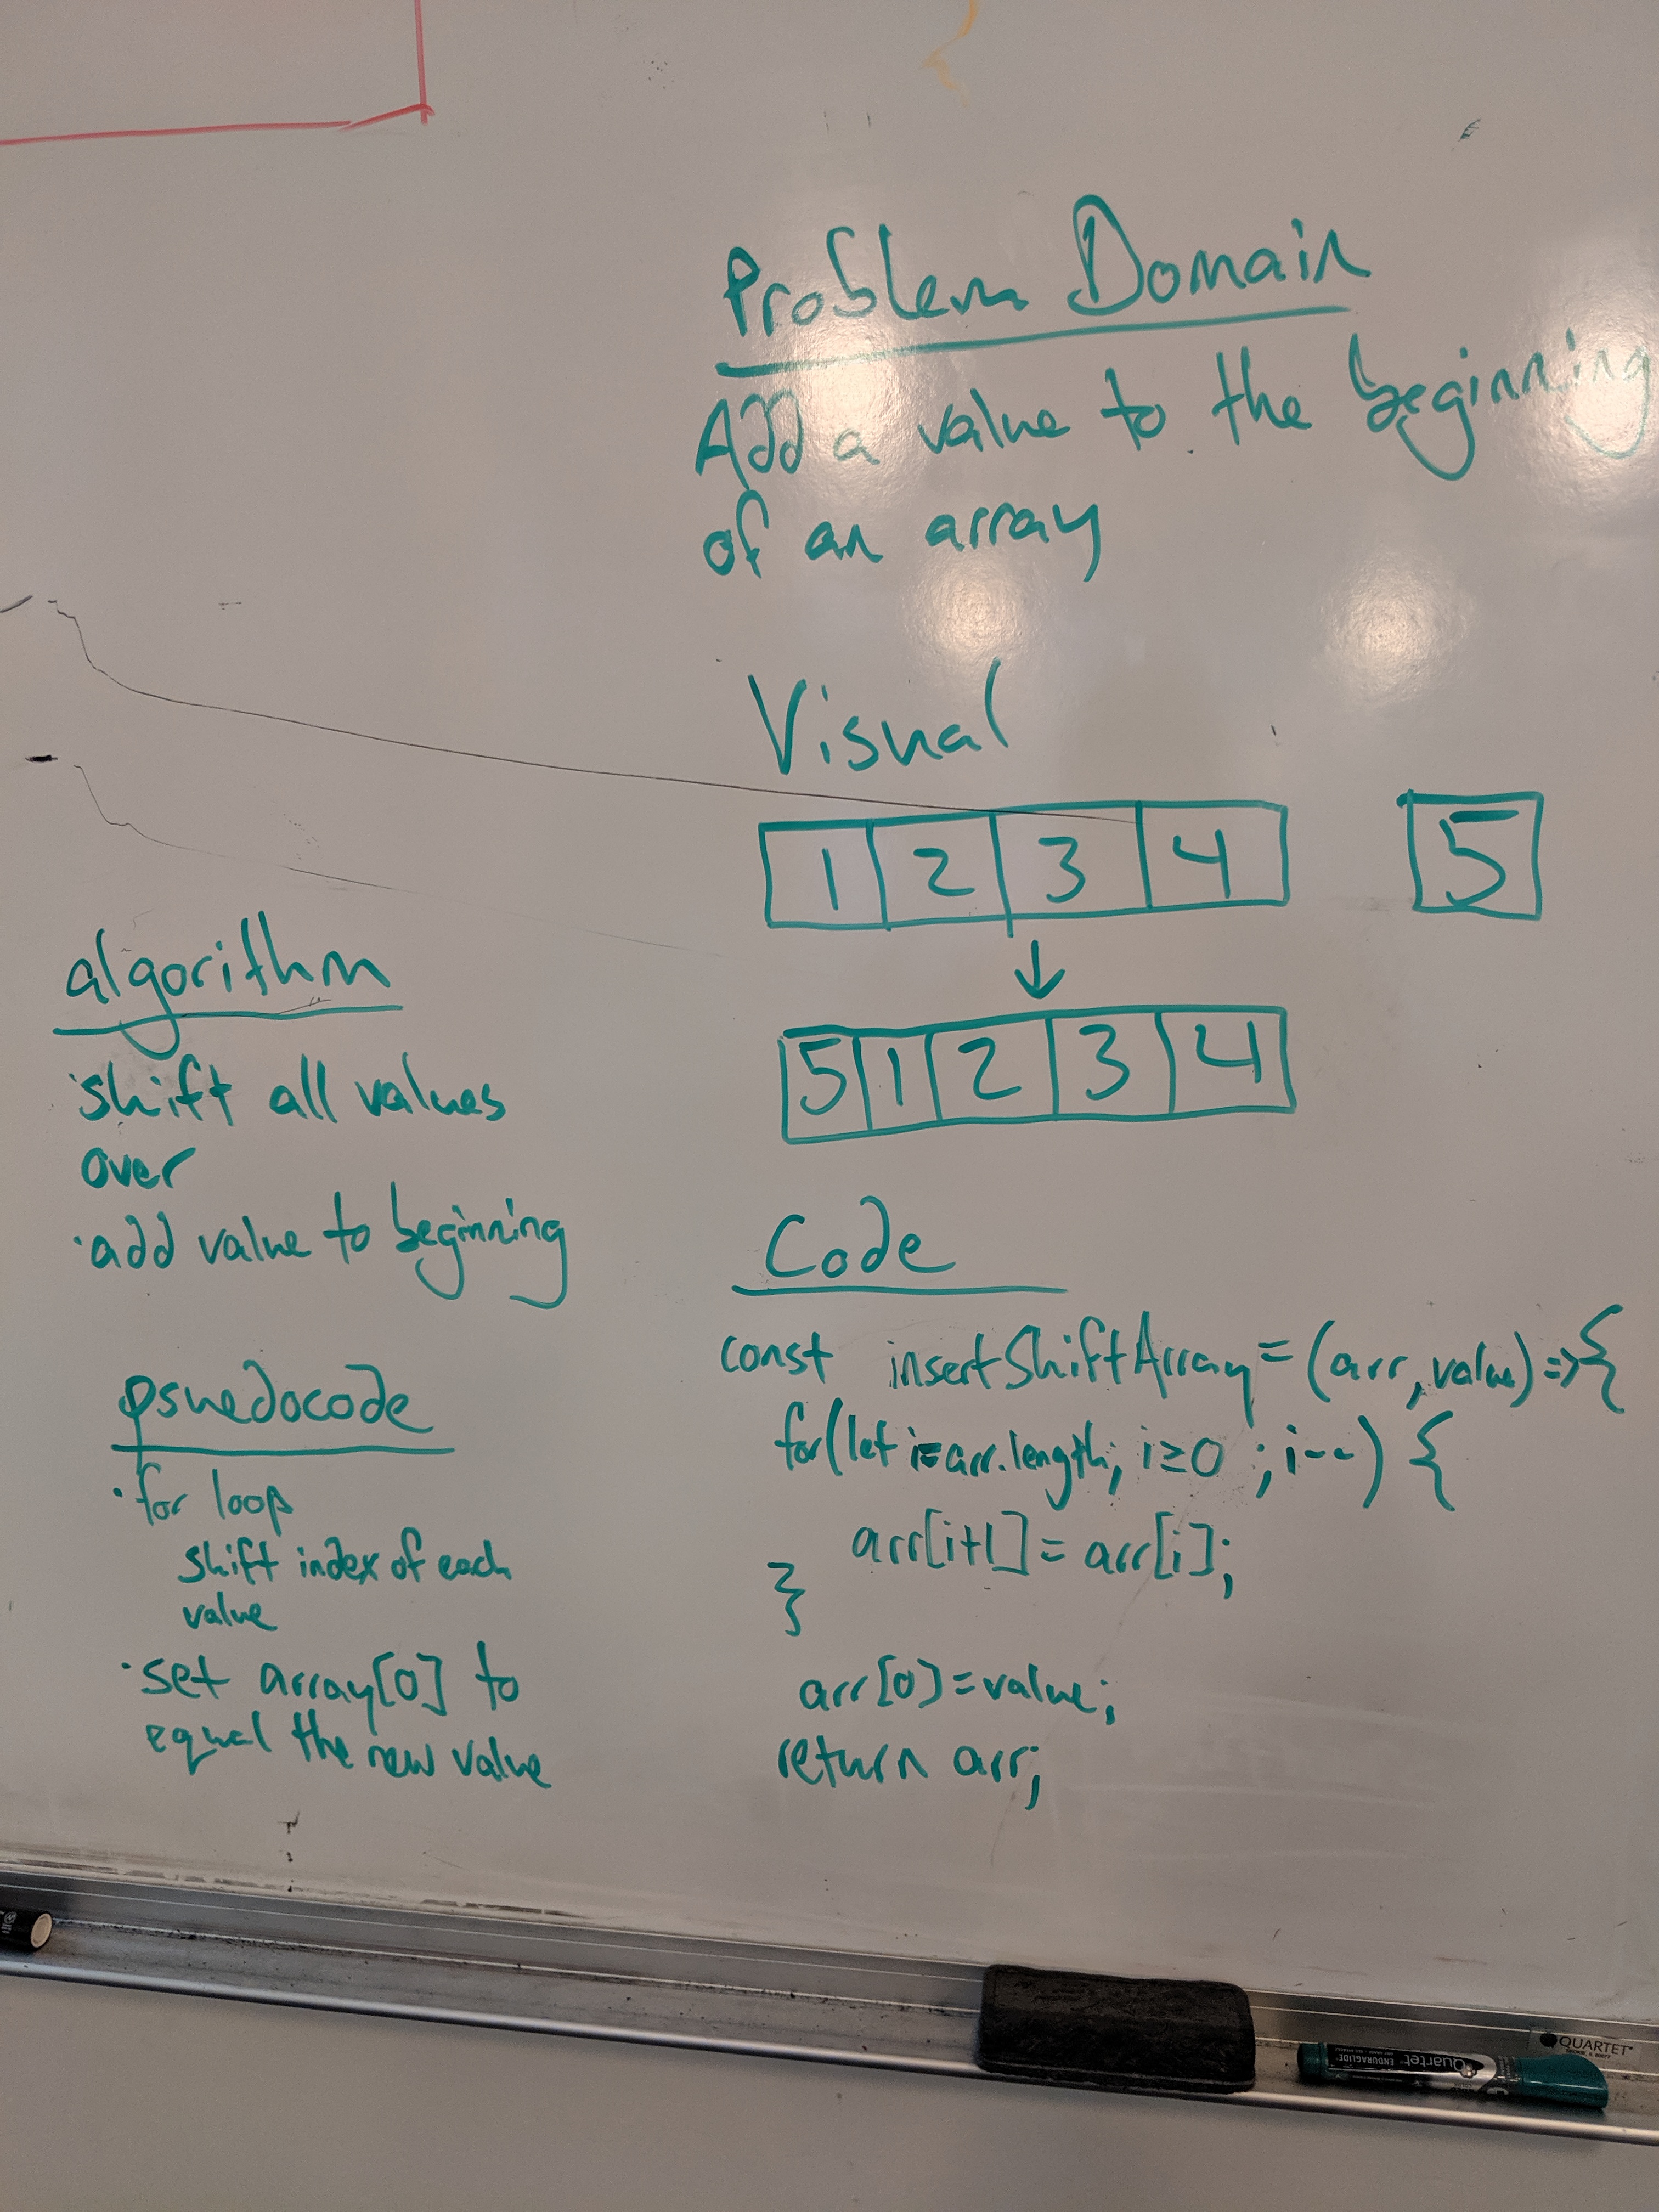 Problem Domain
Add a value to the beginning
of an array
Visual
1 2 3 4 5
5 1 2 3 4
algorithm
· shift all values
over
· add value to beginning
psuedocode
· for loop
shift index of each
value
· set array[0] to
equal the new value
Code
const insertShiftArray = (arr, value) => {
for(let i=arr.length; i≥0 ; i--) {
arr[i+1] = arr[i];
}
arr[0]=value;
return arr;
QUARTET
Quartet ENDURAGLIDE